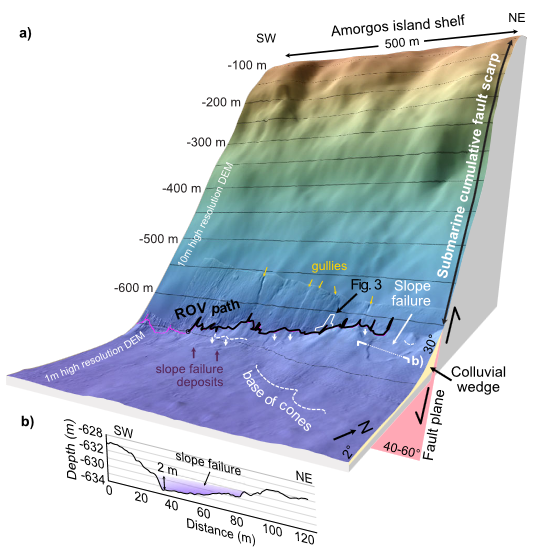 a)
Amorgos island shelf
SW
NE
500 m
-100 m
-200 m
-300 m
-400 m
-500 m
-600 m
10m high resolution DEM
1m high resolution DEM
Submarine cumulative fault scarp
gullies
Fig. 3
Slope
failure
ROV path
b)
30°
slope failure
deposits
base of cones
Colluvial
wedge
Fault plane
N
2°
40-60°
b)
SW
NE
-628
-632
-630
-634
Depth (m)
2 m
slope failure
0
20
40
60
80
100
120
Distance (m)